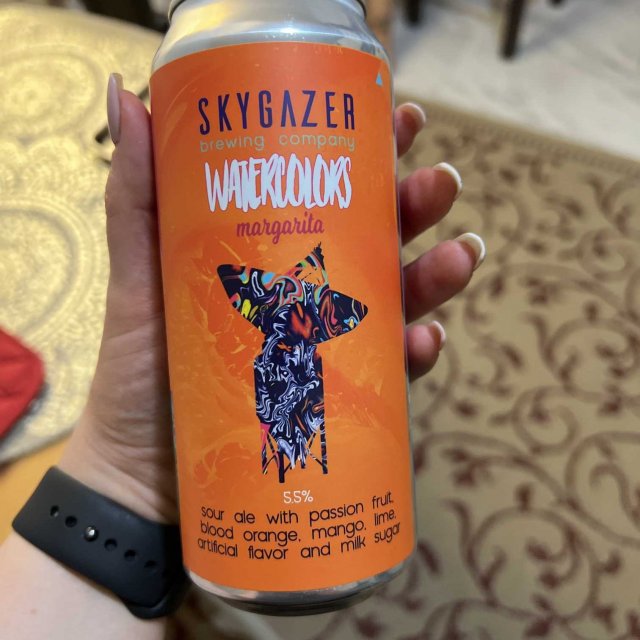 SKYGAZER
brewing company
WATERCOLORS
margarita
5.5%
sour ale with passion fruit,
blood orange, mango, lime,
artificial flavor and milk sugar